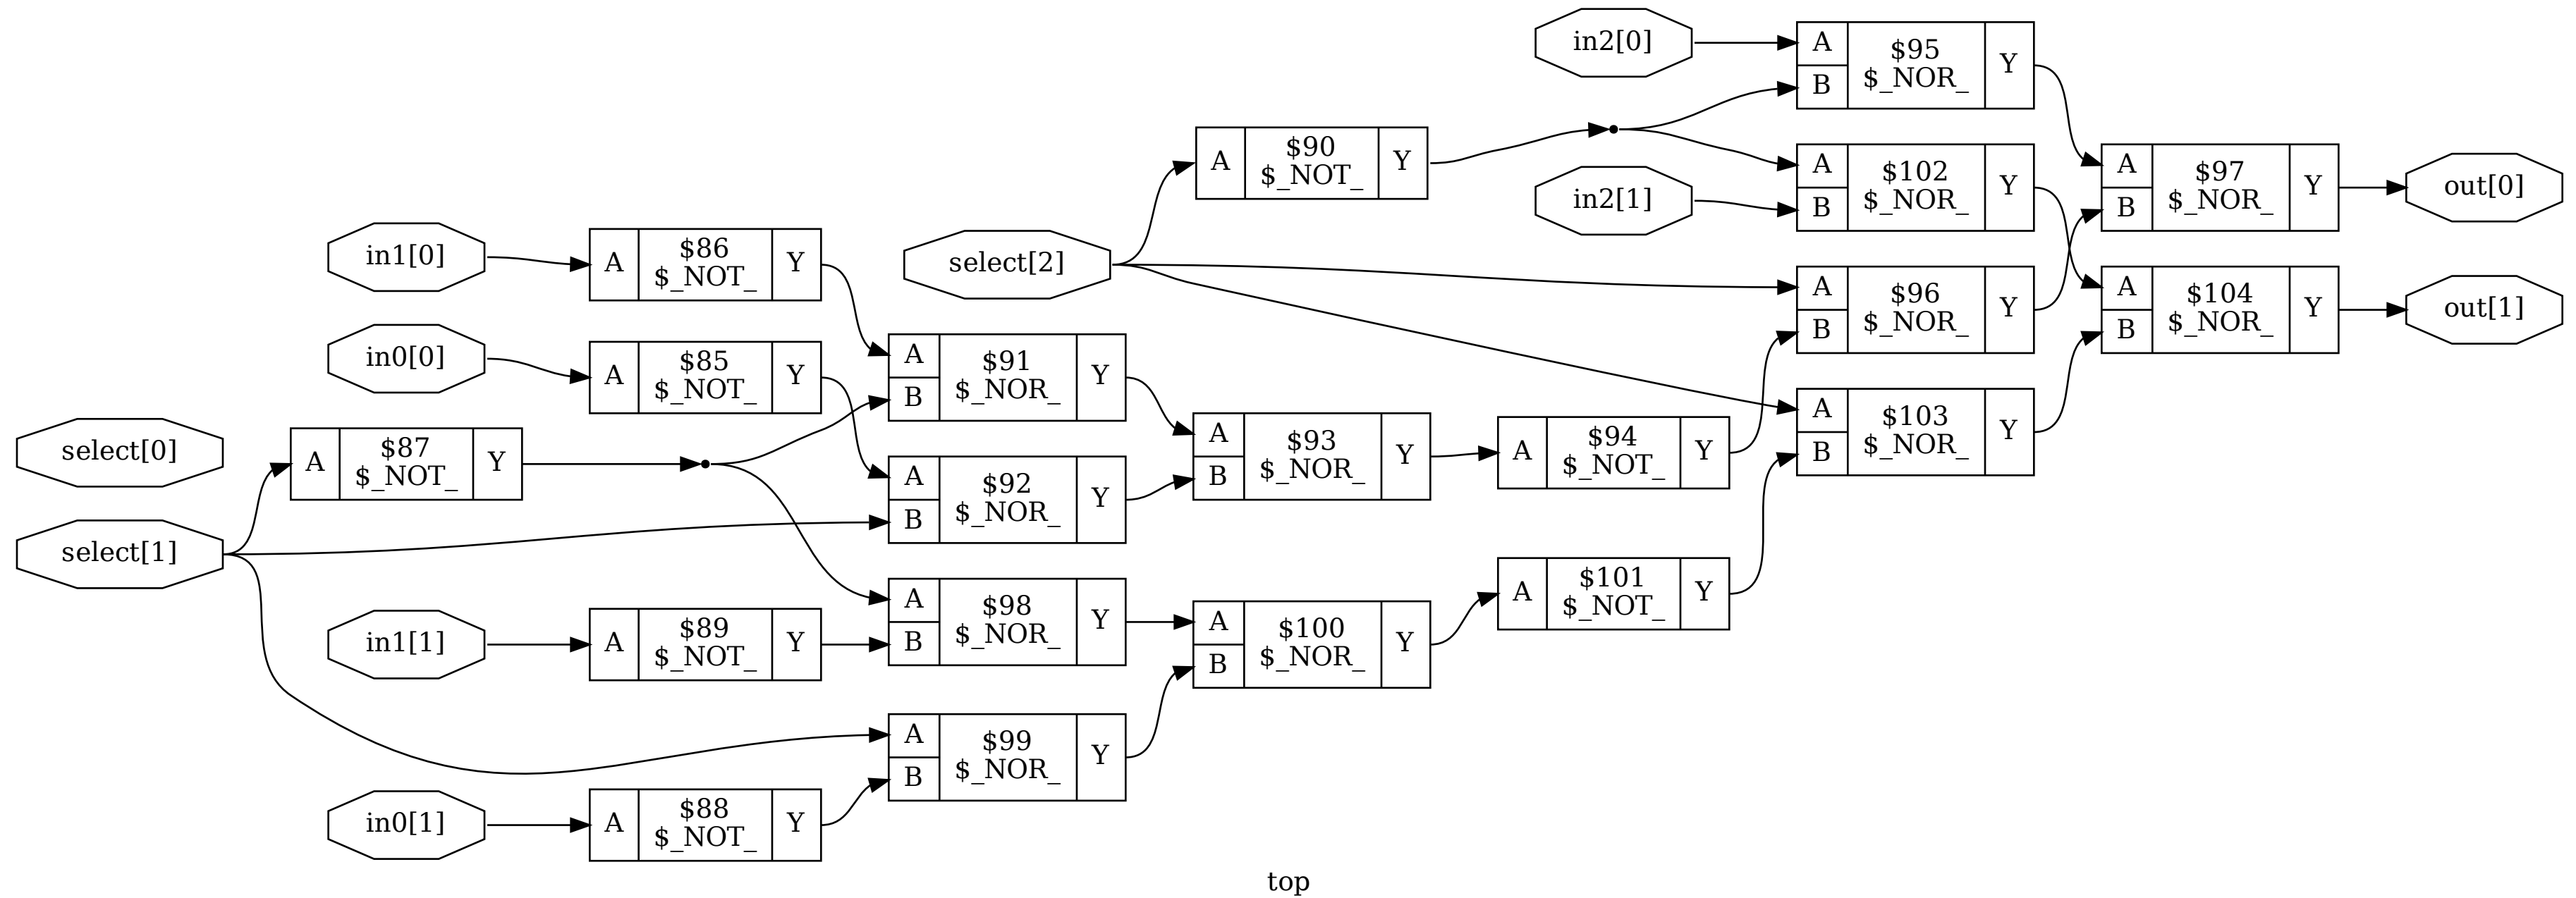 in2[0]
A
B
$95
$_NOR_
Y
A
$90
$_NOT_
Y
in2[1]
A
B
$102
$_NOR_
Y
A
B
$97
$_NOR_
Y
out[0]
in1[0]
A
$86
$_NOT_
Y
select[2]
A
B
$96
$_NOR_
Y
A
B
$104
$_NOR_
Y
out[1]
in0[0]
A
$85
$_NOT_
Y
A
B
$91
$_NOR_
Y
select[0]
A
$87
$_NOT_
Y
A
B
$92
$_NOR_
Y
A
B
$93
$_NOR_
Y
A
$94
$_NOT_
Y
A
B
$103
$_NOR_
Y
select[1]
in1[1]
A
$89
$_NOT_
Y
A
B
$98
$_NOR_
Y
A
B
$100
$_NOR_
Y
A
$101
$_NOT_
Y
A
B
$99
$_NOR_
Y
in0[1]
A
$88
$_NOT_
Y
top